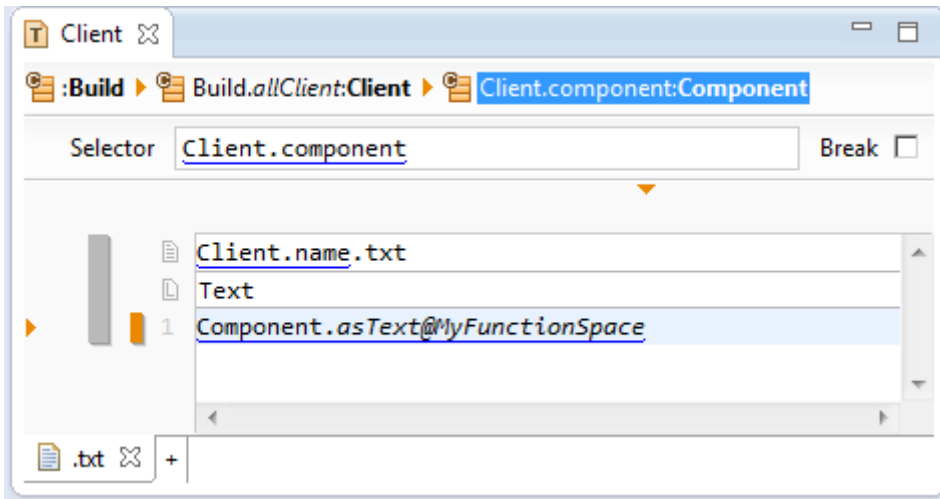 T Client
:Build Build.allClient:Client Client.component:Component
Selector Client.component Break
Client.name.txt
L Text
1 Component.asText@MyFunctionSpace
.txt +